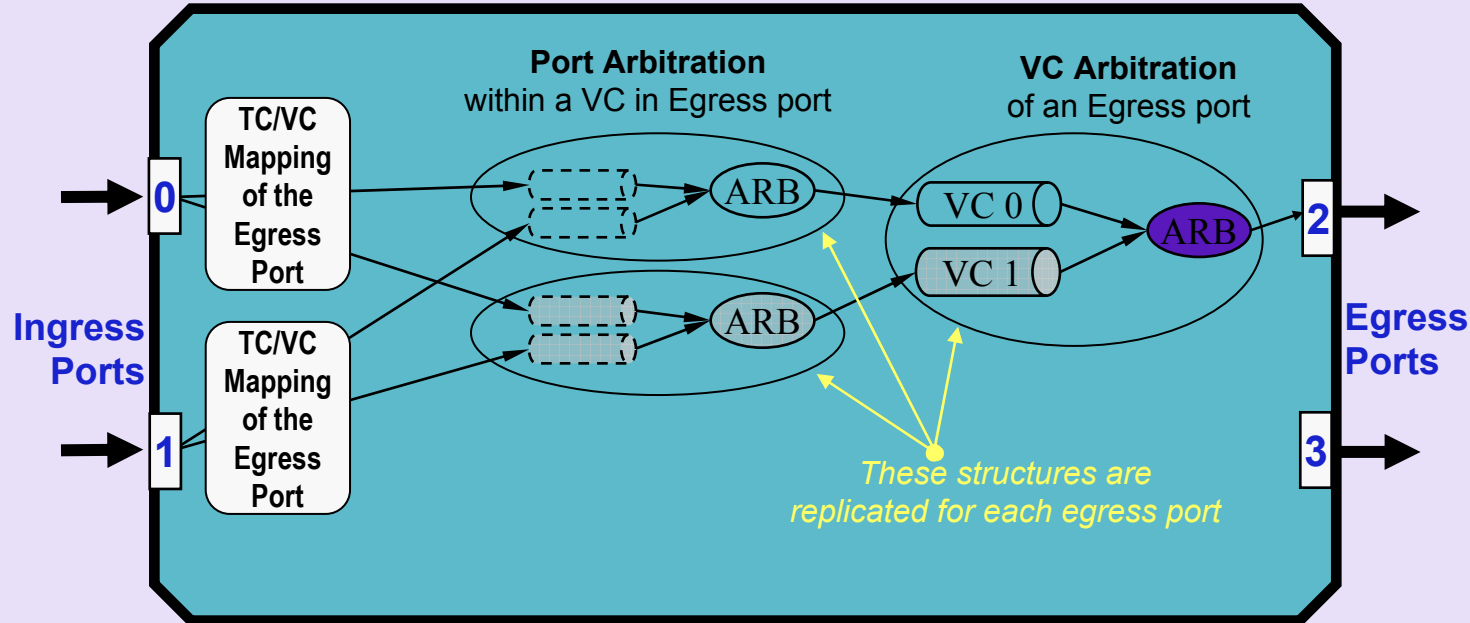 Port Arbitration
within a VC in Egress port
VC Arbitration
of an Egress port
TC/VC
Mapping
of the
Egress
Port
0
ARB
VC 0
ARB
2
VC 1
ARB
Ingress
Ports
TC/VC
Mapping
of the
Egress
Port
1
Egress
Ports
3
These structures are
replicated for each egress port